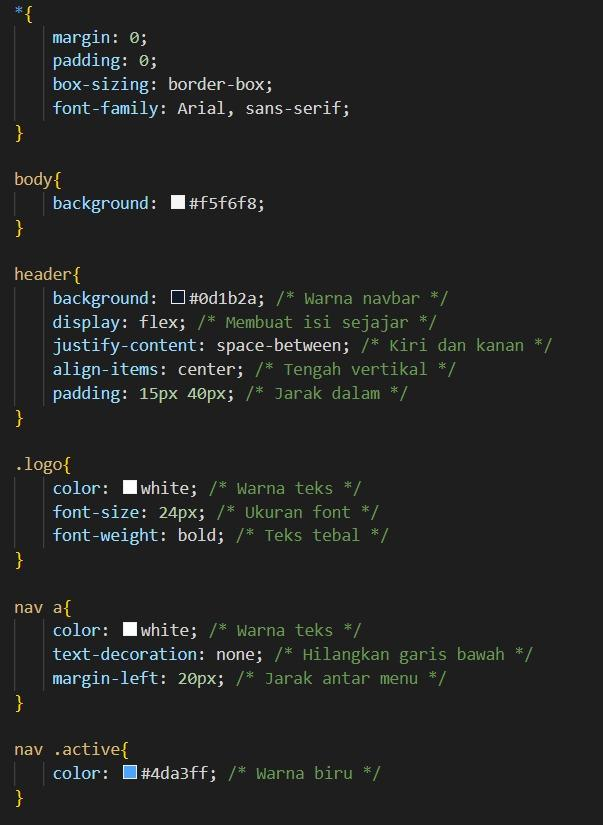 *{
    margin: 0;
    padding: 0;
    box-sizing: border-box;
    font-family: Arial, sans-serif;
}

body{
    background: #f5f6f8;
}

header{
    background: #0d1b2a; /* Warna navbar */
    display: flex; /* Membuat isi sejajar */
    justify-content: space-between; /* Kiri dan kanan */
    align-items: center; /* Tengah vertikal */
    padding: 15px 40px; /* Jarak dalam */
}

.logo{
    color: white; /* Warna teks */
    font-size: 24px; /* Ukuran font */
    font-weight: bold; /* Teks tebal */
}

nav a{
    color: white; /* Warna teks */
    text-decoration: none; /* Hilangkan garis bawah */
    margin-left: 20px; /* Jarak antar menu */
}

nav .active{
    color: #4da3ff; /* Warna biru */
}